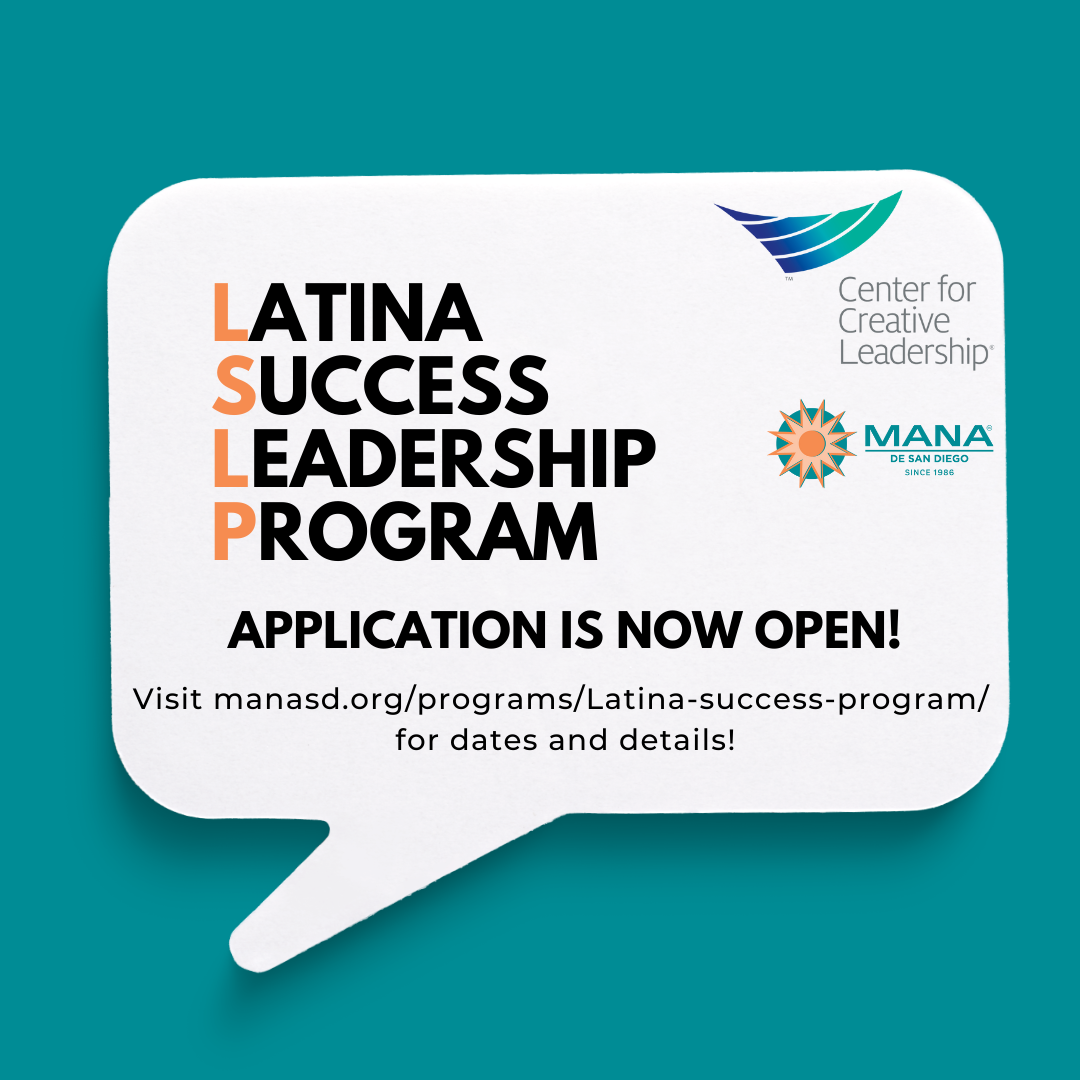 LATINA
SUCCESS
LEADERSHIP
PROGRAM
™
Center for
Creative
Leadership®
MANA®
DE SAN DIEGO
SINCE 1986
APPLICATION IS NOW OPEN!
Visit manasd.org/programs/Latina-success-program/
for dates and details!